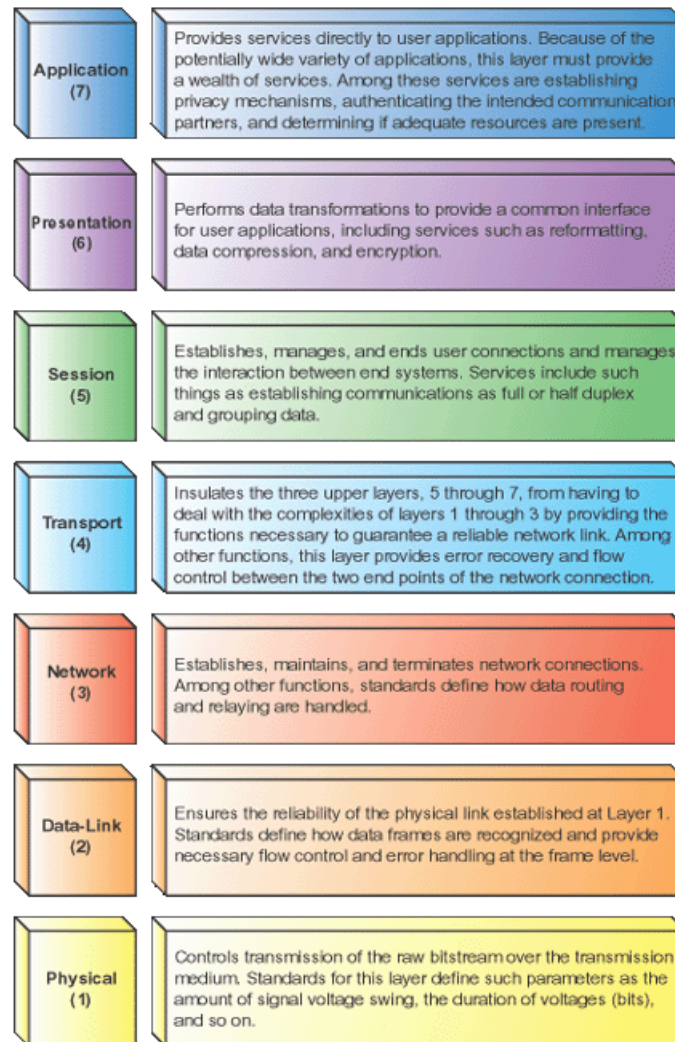 Application
(7)
Provides services directly to user applications. Because of the
potentially wide variety of applications, this layer must provide
a wealth of services. Among these services are establishing
privacy mechanisms, authenticating the intended communication
partners, and determining if adequate resources are present.
Presentation
(6)
Performs data transformations to provide a common interface
for user applications, including services such as reformatting,
data compression, and encryption.
Session
(5)
Establishes, manages, and ends user connections and manages
the interaction between end systems. Services include such
things as establishing communications as full or half duplex
and grouping data.
Transport
(4)
Insulates the three upper layers, 5 through 7, from having to
deal with the complexities of layers 1 through 3 by providing the
functions necessary to guarantee a reliable network link. Among
other functions, this layer provides error recovery and flow
control between the two end points of the network connection.
Network
(3)
Establishes, maintains, and terminates network connections.
Among other functions, standards define how data routing
and relaying are handled.
Data-Link
(2)
Ensures the reliability of the physical link established at Layer 1.
Standards define how data frames are recognized and provide
necessary flow control and error handling at the frame level.
Physical
(1)
Controls transmission of the raw bitstream over the transmission
medium. Standards for this layer define such parameters as the
amount of signal voltage swing, the duration of voltages (bits),
and so on.